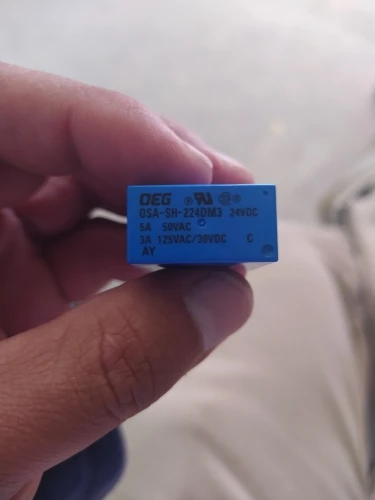 OEG
OSA-SH-224DM3 24VDC
5A 50VAC
3A 125VAC/30VDC C
AY